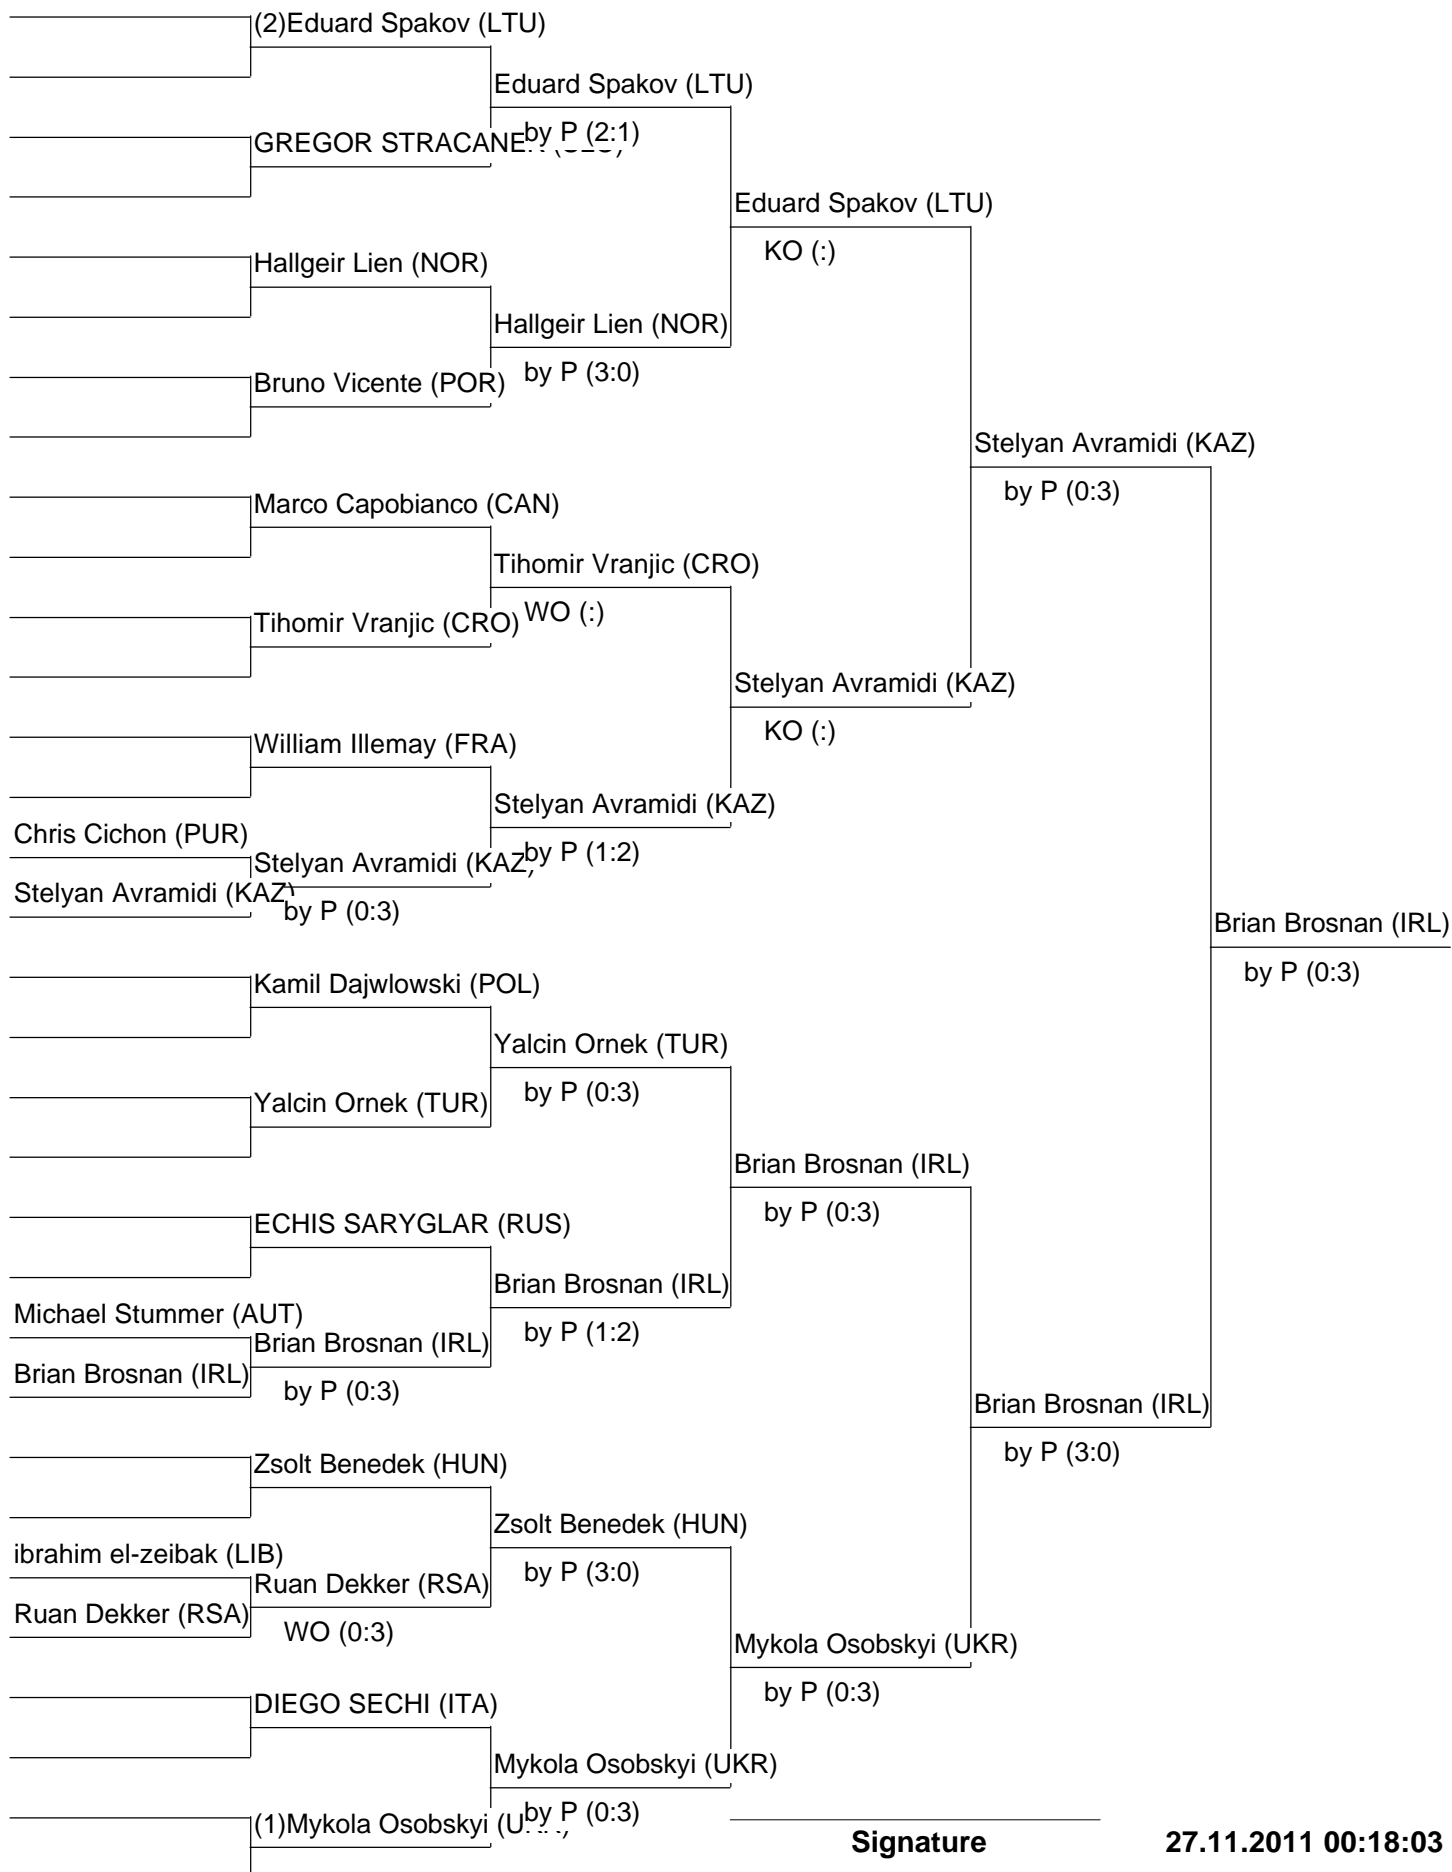 (2)Eduard Spakov (LTU)
Eduard Spakov (LTU)
by P (2:1)
GREGOR
Eduard Spakov (LTU)
KO (:)
Hallgeir Lien (NOR)
Hallgeir Lien (NOR)
by P (3:0)
Bruno Vicente (POR)
Stelyan Avramidi (KAZ)
by P (0:3)
Marco Capobianco (CAN)
Tihomir Vranjic (CRO)
WO (:)
Tihomir Vranjic (CRO)
Stelyan Avramidi (KAZ)
KO (:)
William Illemay (FRA)
Stelyan Avramidi (KAZ)
by P (1:2)
Chris Cichon (PUR)
Stelyan Avramidi (KAZ)
Stelyan Avramidi (KAZ)
by P (0:3)
Brian Brosnan (IRL)
by P (0:3)
Kamil Dajwlowski (POL)
Yalcin Ornek (TUR)
by P (0:3)
Yalcin Ornek (TUR)
Brian Brosnan (IRL)
by P (0:3)
ECHIS SARYGLAR (RUS)
Brian Brosnan (IRL)
by P (1:2)
Michael Stummer (AUT)
Brian Brosnan (IRL)
Brian Brosnan (IRL)
by P (0:3)
Brian Brosnan (IRL)
by P (3:0)
Zsolt Benedek (HUN)
Zsolt Benedek (HUN)
by P (3:0)
ibrahim el-zeibak (LIB)
Ruan Dekker (RSA)
Ruan Dekker (RSA)
WO (0:3)
Mykola Osobskyi (UKR)
by P (0:3)
DIEGO SECHI (ITA)
Mykola Osobskyi (UKR)
by P (0:3)
(1)Mykola Osobskyi
Signature
27.11.2011 00:18:03